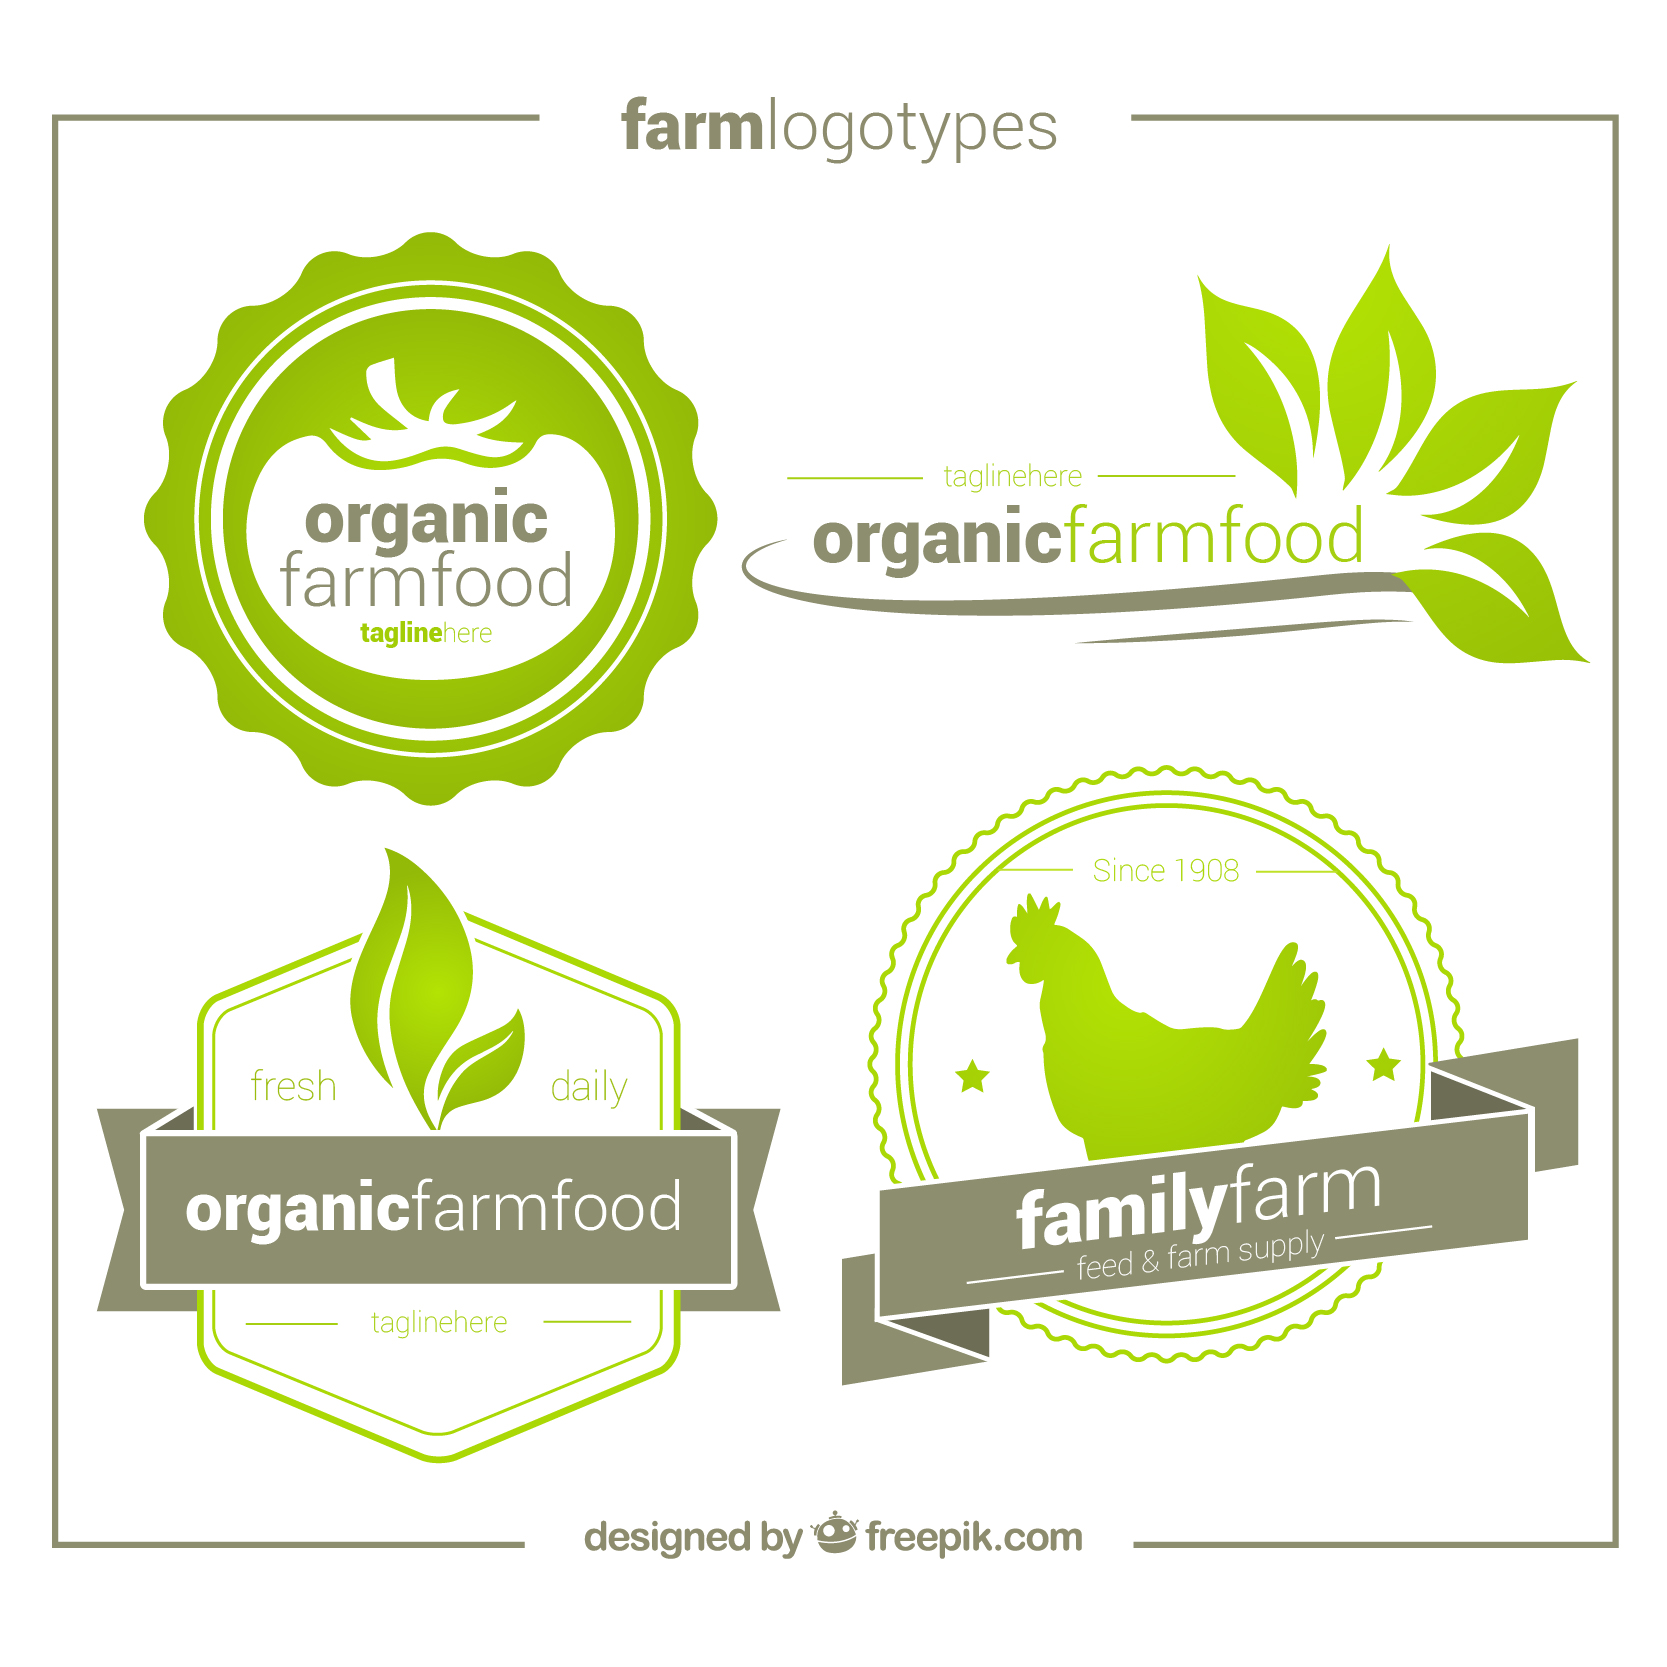 farmlogotypes
organic
farmfood
taglinehere
taglinehere
organicfarmfood
fresh
daily
organicfarmfood
taglinehere
Since 1908
familyfarm
feed & farm supply
designed by freepik.com